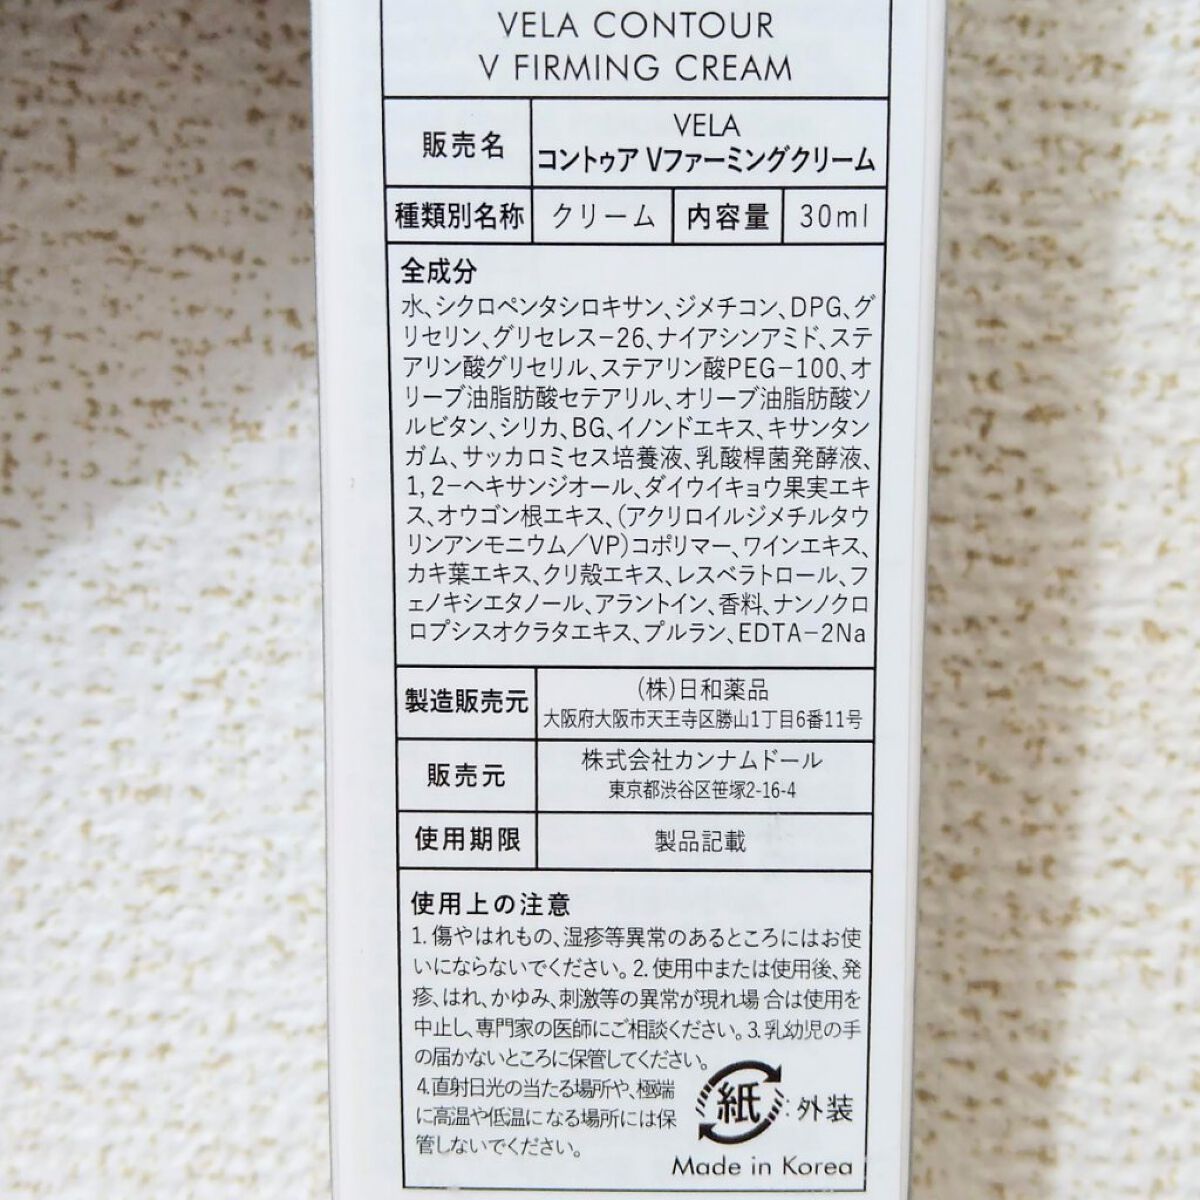 VELA CONTOUR
V FIRMING CREAM
販売名
VELA
コントゥア Vファーミングクリーム
種類別名称
クリーム
内容量
30ml
全成分
水、シクロペンタシロキサン、ジメチコン、DPG、グ
リセリン、グリセレス-26、ナイアシンアミド、ステ
アリン酸グリセリル、ステアリン酸PEG-100、オ
リーブ油脂肪酸セテアリル、オリーブ油脂肪酸ソ
ルビタン、シリカ、BG、イノンドエキス、キサンタン
ガム、サッカロミセス培養液、乳酸桿菌発酵液、
1,2-ヘキサンジオール、ダイウイキョウ果実エキ
ス、オウゴン根エキス、(アクリロイルジメチルタウ
リンアンモニウム/VP)コポリマー、ワインエキス、
カキ葉エキス、クリ殻エキス、レスベラトロール、フ
ェノキシエタノール、アラントイン、香料、ナンノクロ
ロプシスオクラタエキス、プルラン、EDTA-2Na
製造販売元
(株)日和薬品
大阪府大阪市天王寺区勝山1丁目6番11号
販売元
株式会社カンナムドール
東京都渋谷区笹塚2-16-4
使用期限
製品記載
使用上の注意
1.傷やはれもの、湿疹等異常のあるところにはお使
いにならないでください。2.使用中または使用後、発
疹、はれ、かゆみ、刺激等の異常が現れ場 合は使用を
中止し、専門家の医師にご相談ください。3.乳幼児の手
の届かないところに保管してください。
4.直射日光の当たる場所や、極端
に高温や低温になる場所には保
管しないでください。
紙:外装
Made in Korea